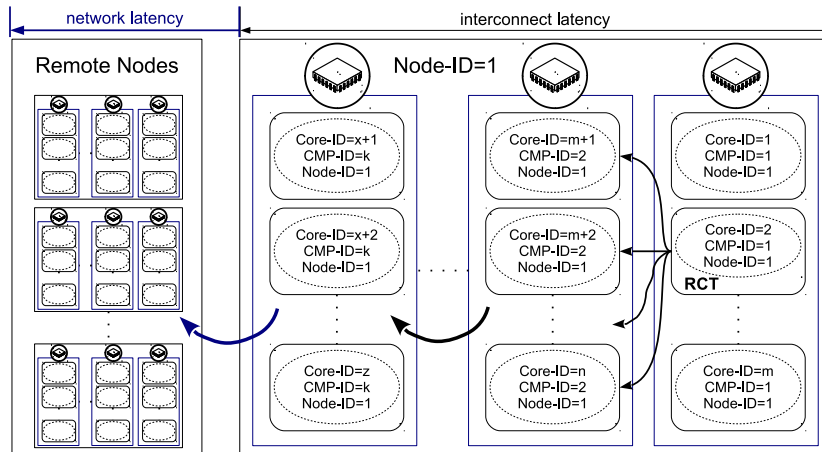 network latency
interconnect latency
Remote Nodes
Node-ID=1
Core-ID=x+1
CMP-ID=k
Node-ID=1
Core-ID=m+1
CMP-ID=2
Node-ID=1
Core-ID=1
CMP-ID=1
Node-ID=1
Core-ID=x+2
CMP-ID=k
Node-ID=1
Core-ID=m+2
CMP-ID=2
Node-ID=1
Core-ID=2
CMP-ID=1
Node-ID=1
RCT
Core-ID=z
CMP-ID=k
Node-ID=1
Core-ID=n
CMP-ID=2
Node-ID=1
Core-ID=m
CMP-ID=1
Node-ID=1